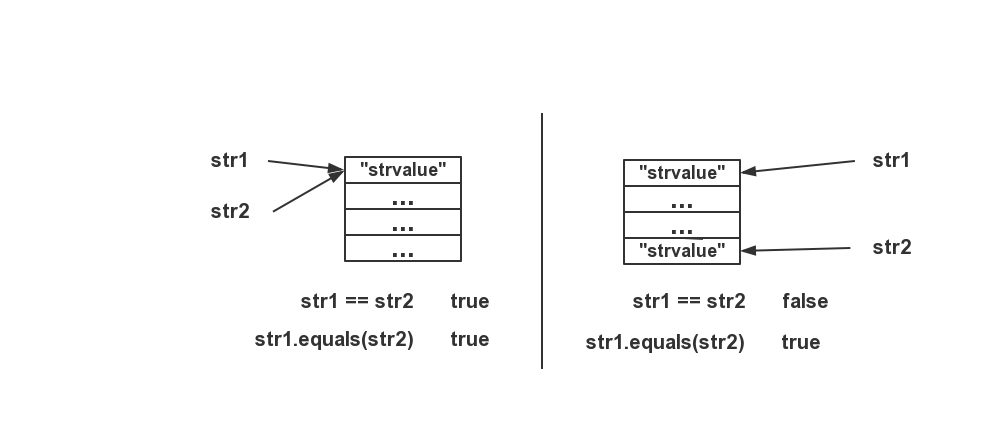 str1
"strvalue"
str2
...
...
...
str1 == str2 true
str1.equals(str2) true
"strvalue"
str1
...
...
"strvalue"
str2
str1 == str2 false
str1.equals(str2) true